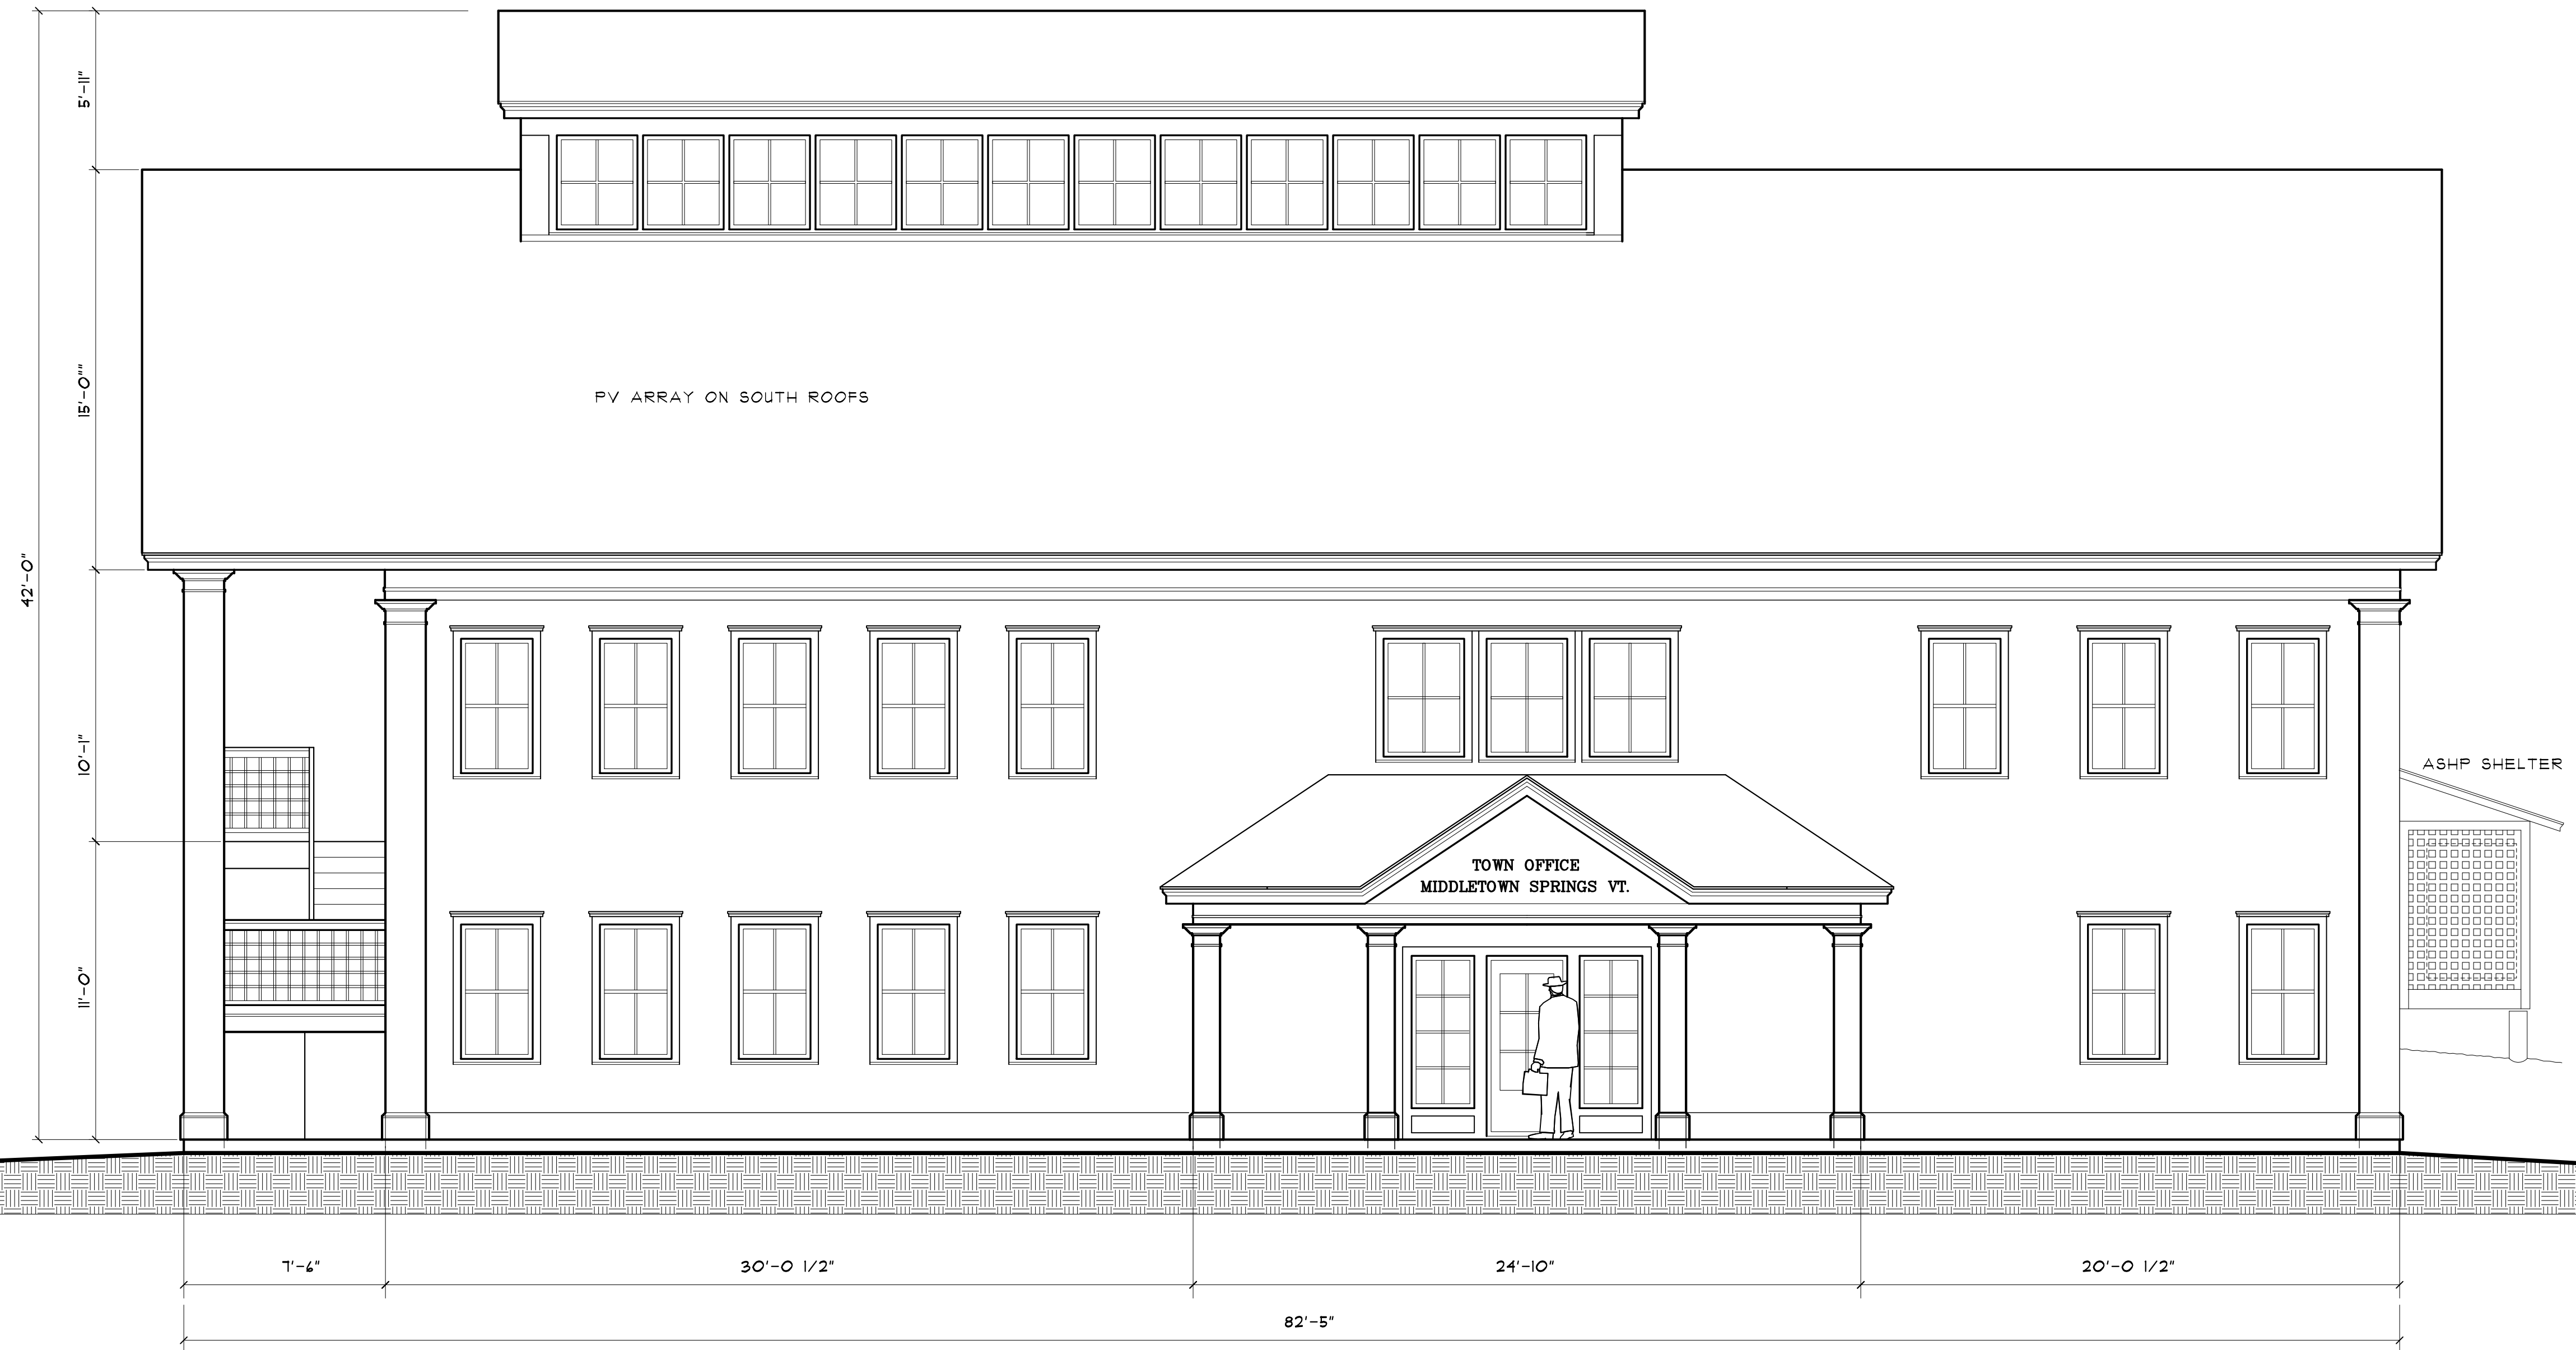 5'-11"
15'-0""
PV ARRAY ON SOUTH ROOFS
42'-0"
10'-1"
ASHP SHELTER
TOWN OFFICE
MIDDLETOWN SPRINGS VT.
11'-0"
7'-6"
30'-0 1/2"
24'-10"
20'-0 1/2"
82'-5"